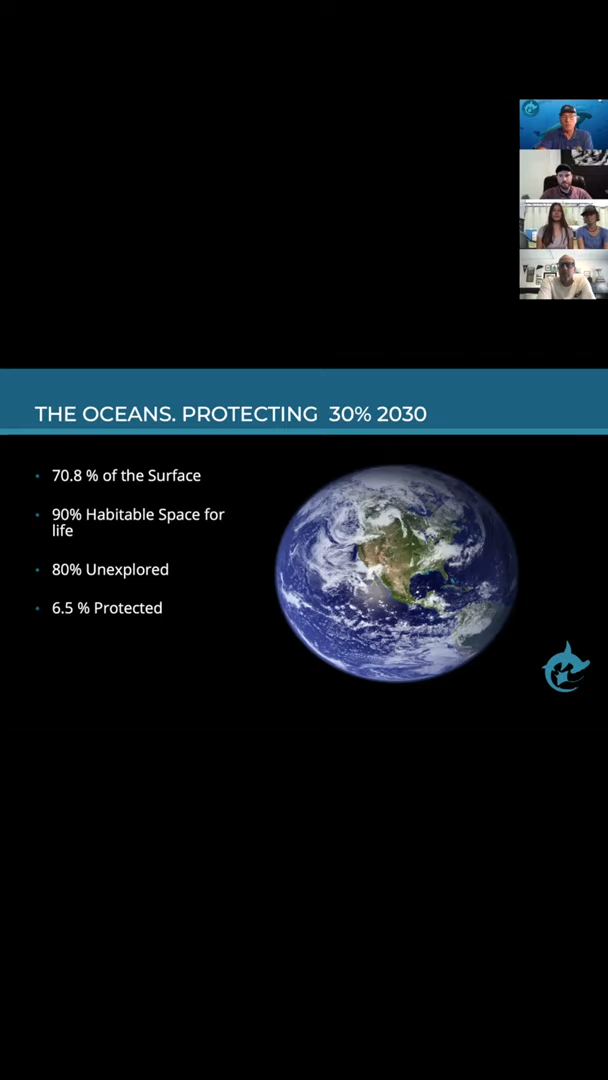 THE OCEANS. PROTECTING 30% 2030
70.8 % of the Surface
90% Habitable Space for
life
80% Unexplored
6.5 % Protected